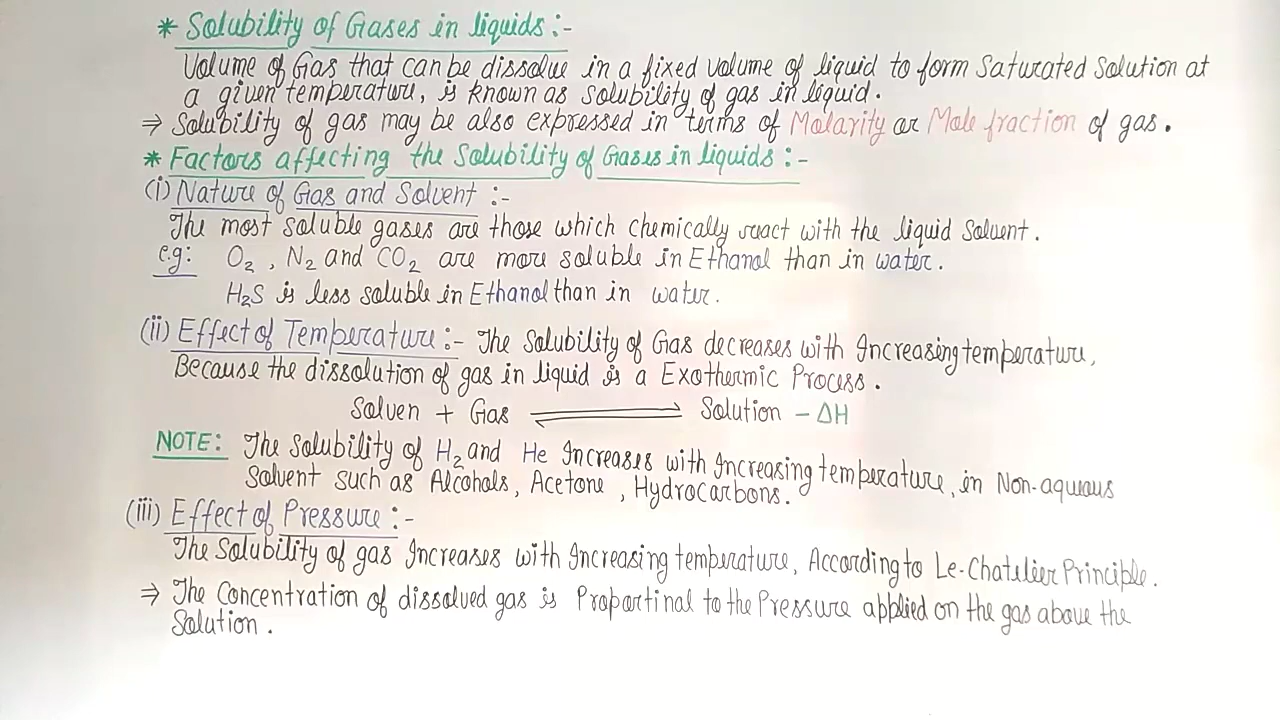 * Solubility of Gases in liquids :-
Volume of Gas that can be dissolve in a fixed volume of liquid to form Saturated Solution at
a given temperature, is known as solubility of gas in liquid.
⇒ Solubility of gas may be also expressed in terms of Molarity or Mole fraction of gas.
* Factors affecting the Solubility of Gases in liquids :-
(i) Nature of Gas and Solvent :-
The most soluble gases are those which chemically react with the liquid Solvent.
e.g: O₂, N₂ and CO₂ are more soluble in Ethanol than in water.
H₂S is less soluble in Ethanol than in water.
(ii) Effect of Temperature :- The Solubility of Gas decreases with Increasing temperature,
Because the dissolution of gas in liquid is a Exothermic Process.
Solven + Gas ⇌ Solution - ΔH
NOTE: The Solubility of H₂ and He Increases with Increasing temperature, in Non-aquous
Solvent such as Alcohols, Acetone, Hydrocarbons.
(iii) Effect of Pressure :-
The Solubility of gas Increases with Increasing temperature, According to Le-Chatelier Principle.
⇒ The Concentration of dissolved gas is Propartinal to the Pressure applied on the gas above the
Solution.